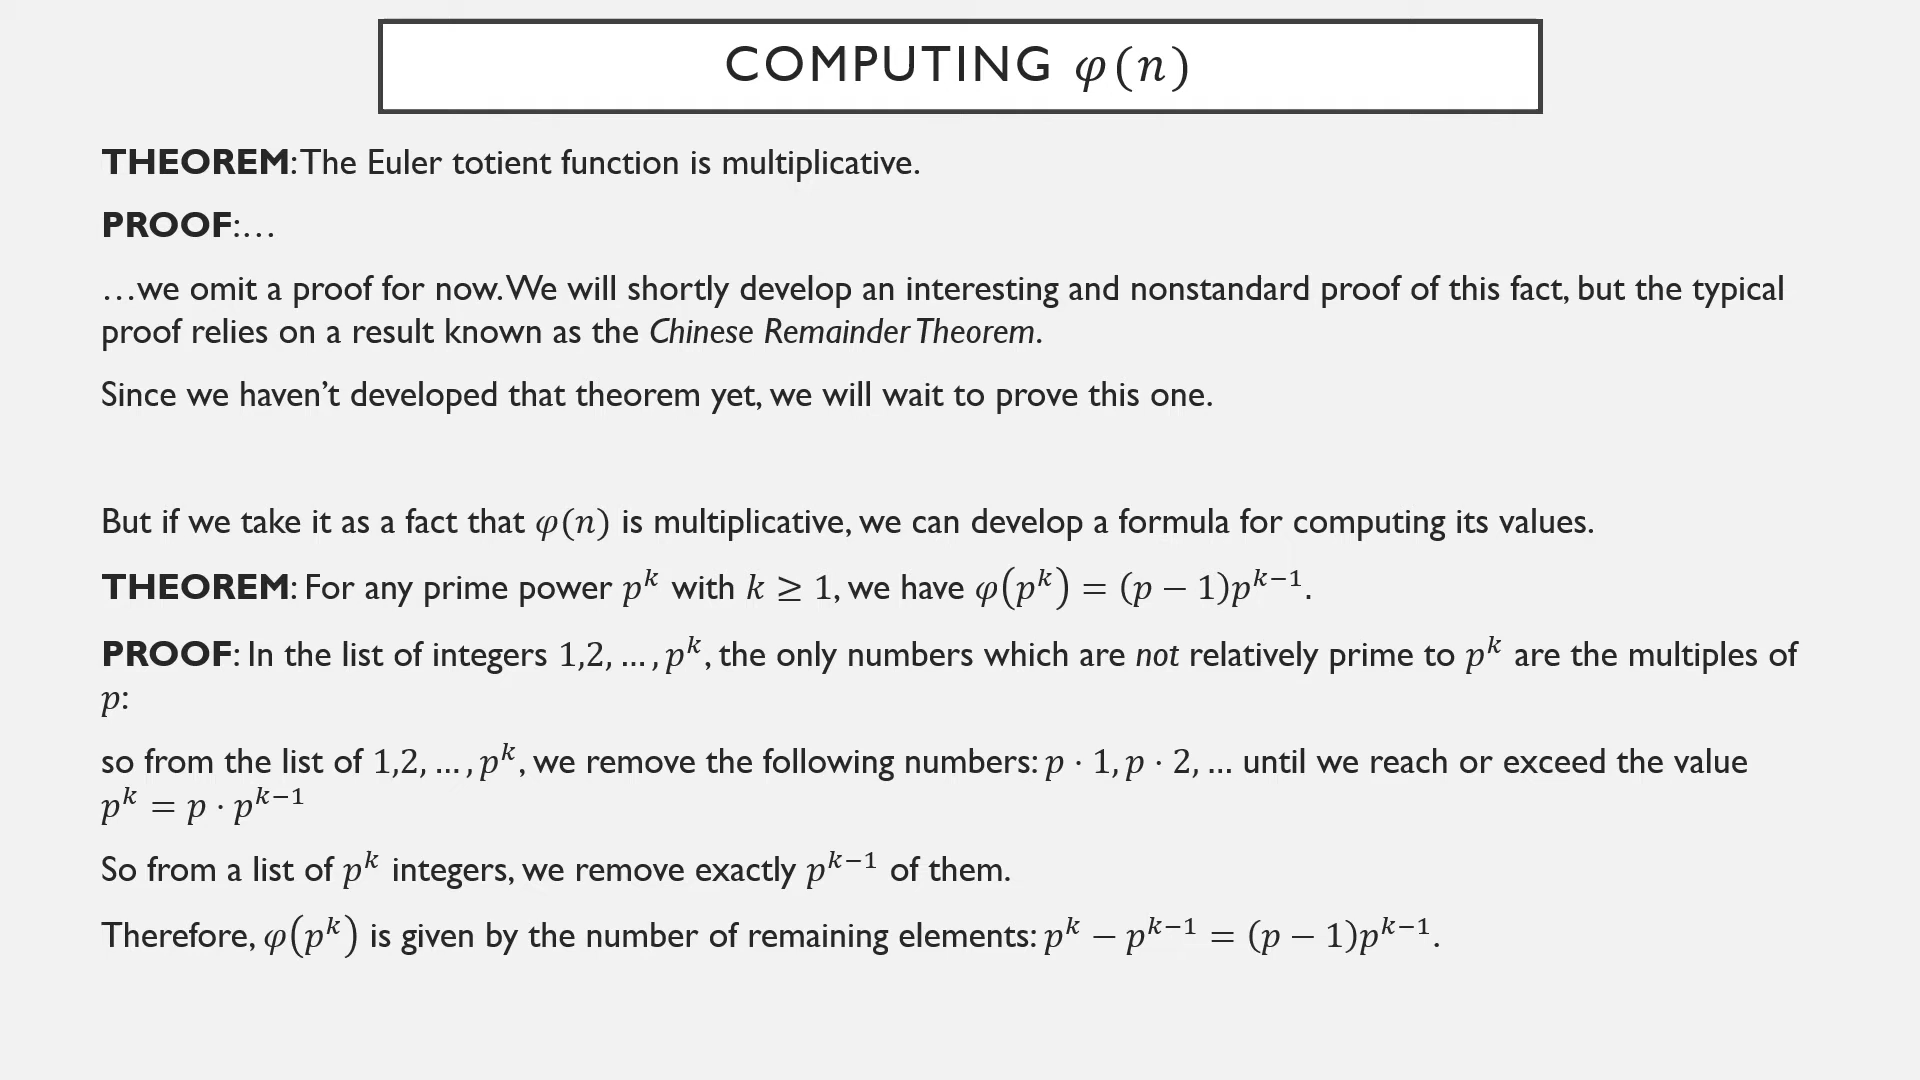 COMPUTING 𝜑(𝑛)
THEOREM: The Euler totient function is multiplicative.
PROOF:…
…we omit a proof for now. We will shortly develop an interesting and nonstandard proof of this fact, but the typical
proof relies on a result known as the Chinese Remainder Theorem.
Since we haven’t developed that theorem yet, we will wait to prove this one.
But if we take it as a fact that 𝜑(𝑛) is multiplicative, we can develop a formula for computing its values.
THEOREM: For any prime power 𝑝^𝑘 with 𝑘 ≥ 1, we have 𝜑(𝑝^𝑘) = (𝑝 − 1)𝑝^{𝑘−1}.
PROOF: In the list of integers 1,2, … , 𝑝^𝑘, the only numbers which are not relatively prime to 𝑝^𝑘 are the multiples of
𝑝:
so from the list of 1,2, … , 𝑝^𝑘, we remove the following numbers: 𝑝 · 1, 𝑝 · 2, … until we reach or exceed the value
𝑝^𝑘 = 𝑝 · 𝑝^{𝑘−1}
So from a list of 𝑝^𝑘 integers, we remove exactly 𝑝^{𝑘−1} of them.
Therefore, 𝜑(𝑝^𝑘) is given by the number of remaining elements: 𝑝^𝑘 − 𝑝^{𝑘−1} = (𝑝 − 1)𝑝^{𝑘−1}.